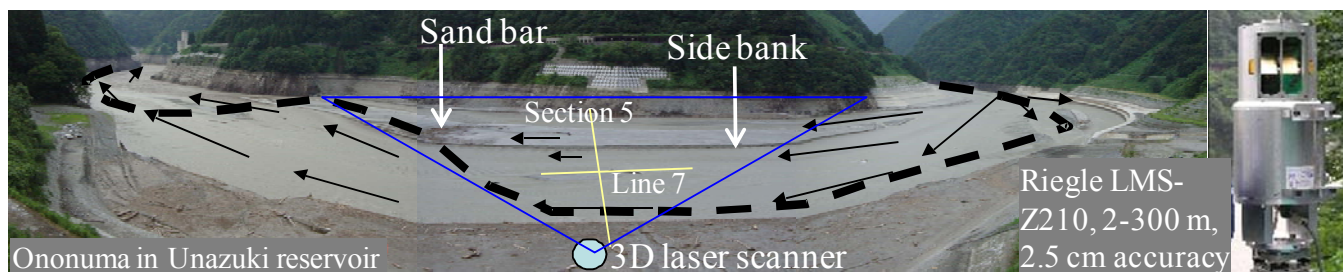 Sand bar
Side bank
Section 5
Line 7
Riegle LMS-
Z210, 2-300 m,
2.5 cm accuracy
Ononuma in Unazuki reservoir
3D laser scanner